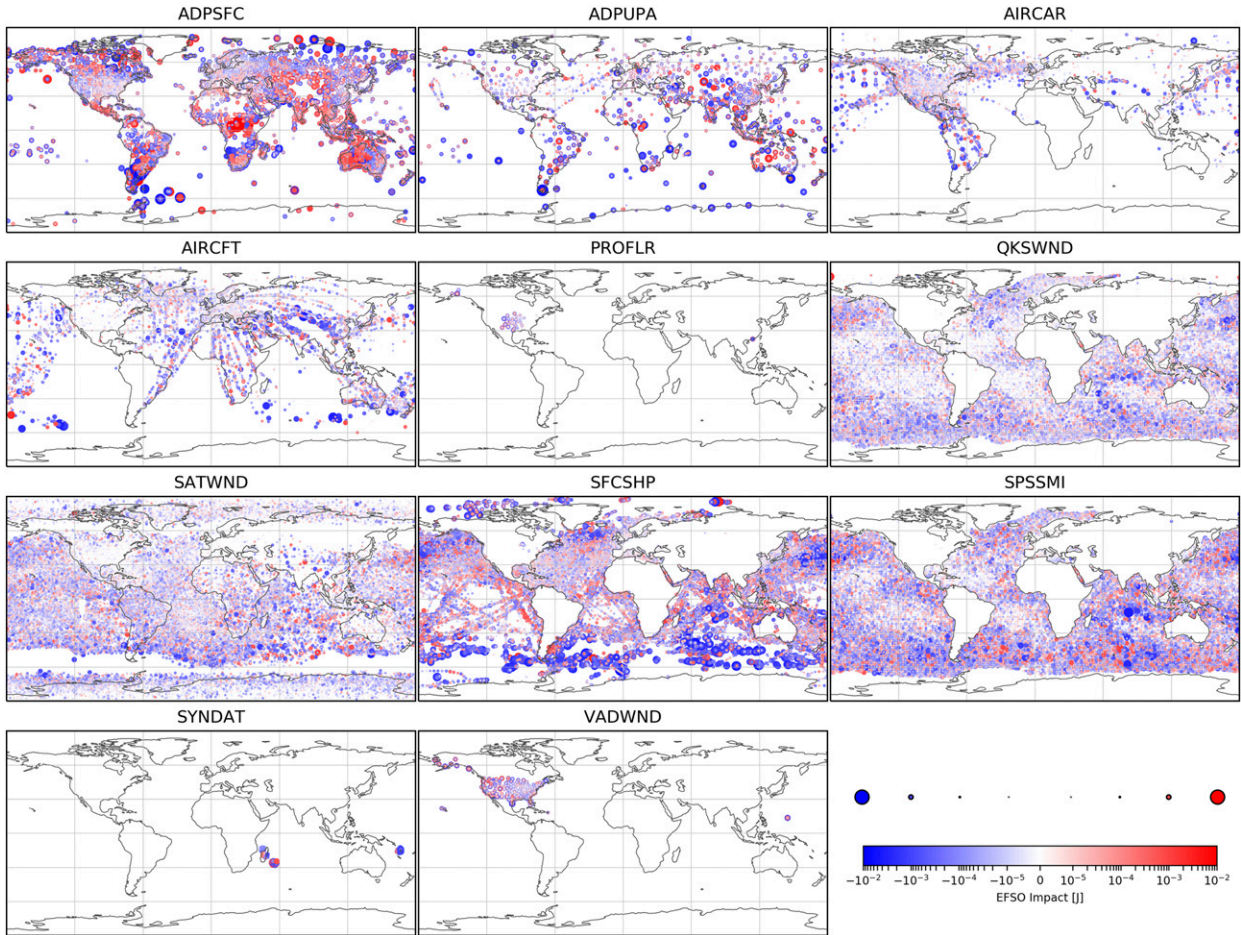 ADPSFC ADPUPA AIRCAR
AIRCFT PROFLR QKSWND
SATWND SFCSHP SPSSMI
SYNDAT VADWND
−10⁻² −10⁻³ −10⁻⁴ −10⁻⁵ 0 10⁻⁵ 10⁻⁴ 10⁻³ 10⁻²
EFSO Impact [J]